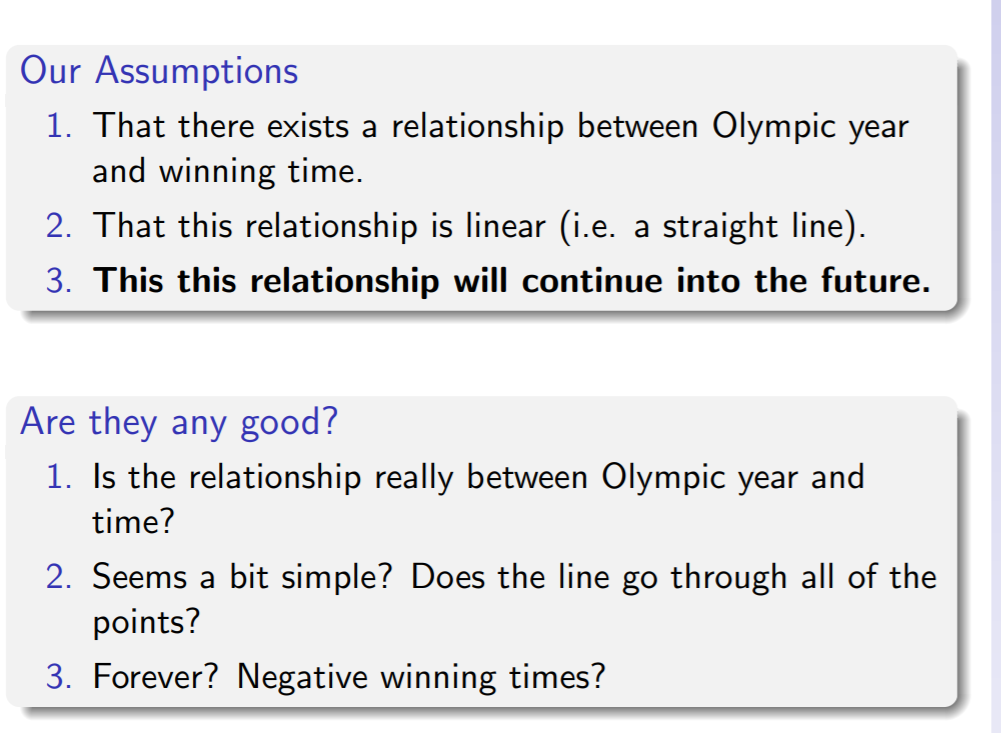 Our Assumptions
1. That there exists a relationship between Olympic year
and winning time.
2. That this relationship is linear (i.e. a straight line).
3. This this relationship will continue into the future.
Are they any good?
1. Is the relationship really between Olympic year and
time?
2. Seems a bit simple? Does the line go through all of the
points?
3. Forever? Negative winning times?